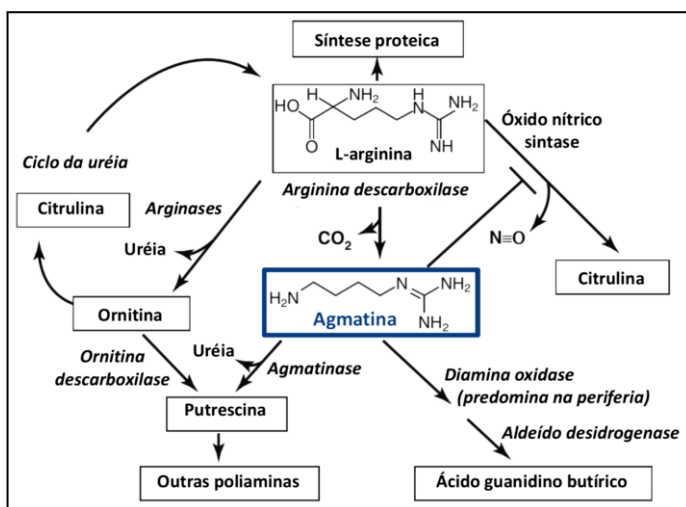 Síntese proteica
H NH₂
HO
O
H
N
NH₂
NH
L-arginina
Óxido nítrico
sintase
Ciclo da uréia
Arginina descarboxilase
Citrulina
Arginases
Uréia
CO₂
N≡O
Citrulina
H₂N
N
NH₂
NH₂
Agmatina
Ornitina
Ornitina
descarboxilase
Uréia
Agmatinase
Diamina oxidase
(predomina na periferia)
Putrescina
Aldeído desidrogenase
Outras poliaminas
Ácido guanidino butírico